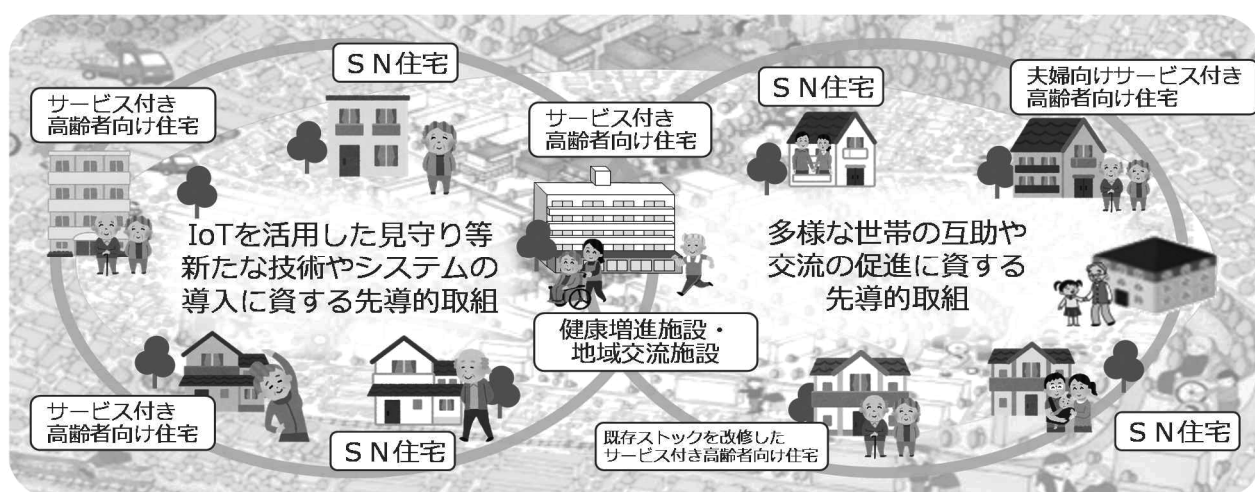 ＳＮ住宅
サービス付き
高齢者向け住宅
サービス付き
高齢者向け住宅
ＳＮ住宅
夫婦向けサービス付き
高齢者向け住宅
IoTを活用した見守り等
新たな技術やシステムの
導入に資する先導的取組
多様な世帯の互助や
交流の促進に資する
先導的取組
健康増進施設・
地域交流施設
サービス付き
高齢者向け住宅
ＳＮ住宅
既存ストックを改修した
サービス付き高齢者向け住宅
ＳＮ住宅